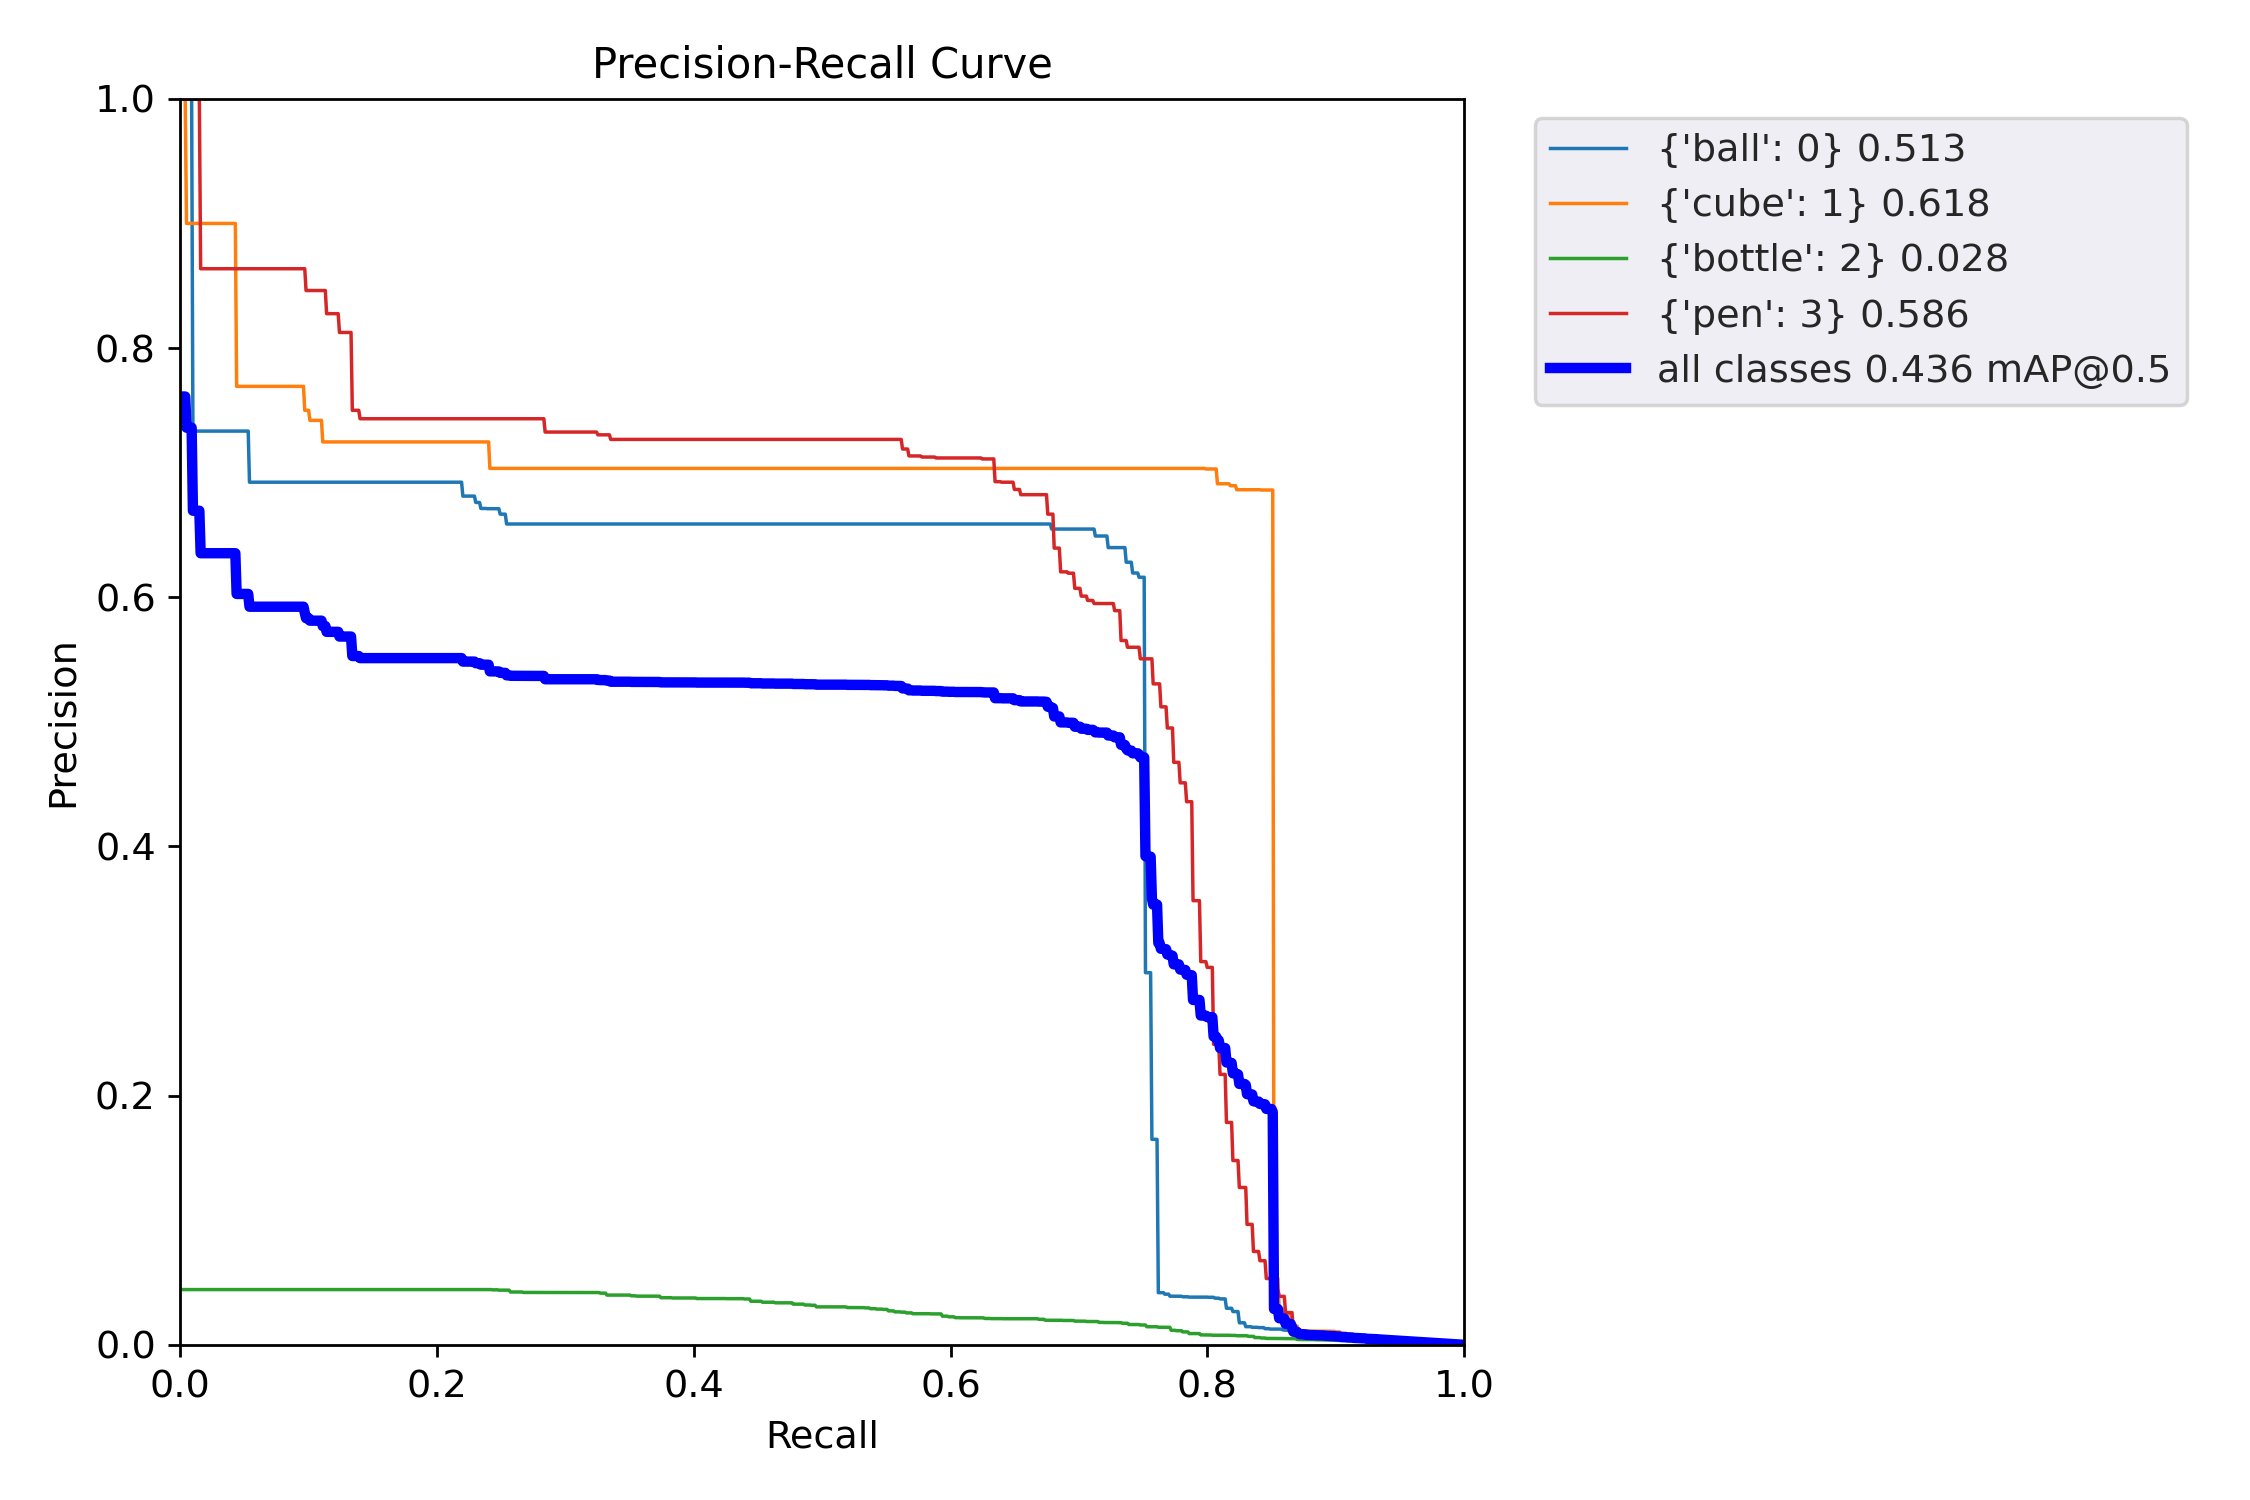 Precision-Recall Curve
1.0
0.8
0.6
0.4
0.2
0.0
Precision
0.0 0.2 0.4 0.6 0.8 1.0
Recall
{'ball': 0} 0.513
{'cube': 1} 0.618
{'bottle': 2} 0.028
{'pen': 3} 0.586
all classes 0.436 mAP@0.5